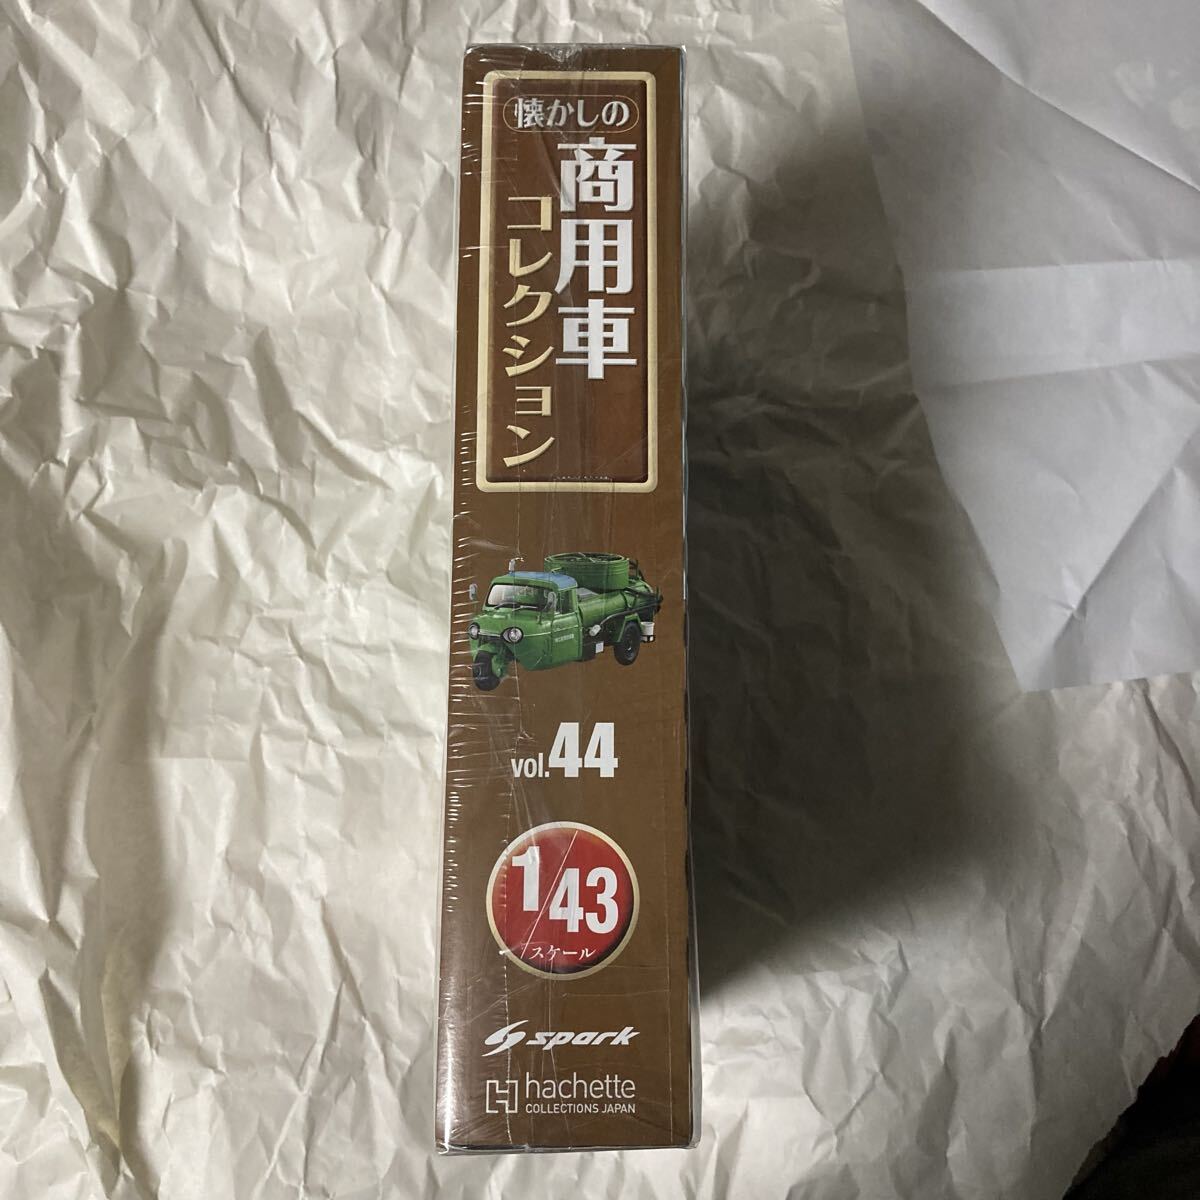 懐かしの
商用車
コレクション
vol.44
1/43
スケール
spark
hachette
COLLECTIONS JAPAN